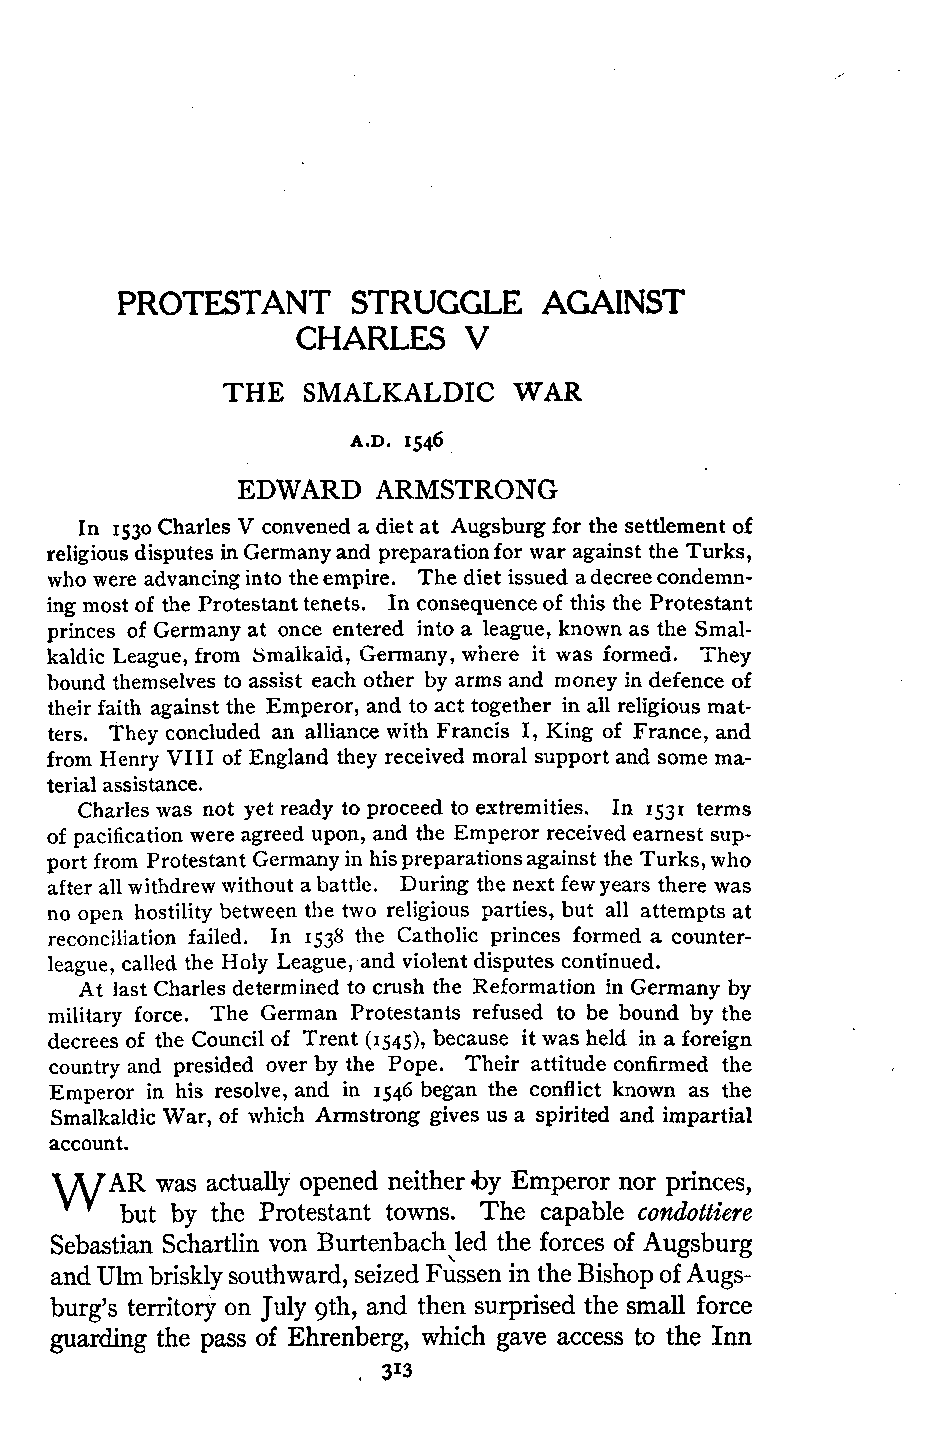 PROTESTANT STRUGGLE AGAINST
CHARLES V
THE SMALKALDIC WAR
A.D. 1546
EDWARD ARMSTRONG
In 1530 Charles V convened a diet at Augsburg for the settlement of
religious disputes in Germany and preparation for war against the Turks,
who were advancing into the empire. The diet issued a decree condemn-
ing most of the Protestant tenets. In consequence of this the Protestant
princes of Germany at once entered into a league, known as the Smal-
kaldic League, from Smalkald, Germany, where it was formed. They
bound themselves to assist each other by arms and money in defence of
their faith against the Emperor, and to act together in all religious mat-
ters. They concluded an alliance with Francis I, King of France, and
from Henry VIII of England they received moral support and some ma-
terial assistance.
Charles was not yet ready to proceed to extremities. In 1531 terms
of pacification were agreed upon, and the Emperor received earnest sup-
port from Protestant Germany in his preparations against the Turks, who
after all withdrew without a battle. During the next few years there was
no open hostility between the two religious parties, but all attempts at
reconciliation failed. In 1538 the Catholic princes formed a counter-
league, called the Holy League, and violent disputes continued.
At last Charles determined to crush the Reformation in Germany by
military force. The German Protestants refused to be bound by the
decrees of the Council of Trent (1545), because it was held in a foreign
country and presided over by the Pope. Their attitude confirmed the
Emperor in his resolve, and in 1546 began the conflict known as the
Smalkaldic War, of which Armstrong gives us a spirited and impartial
account.
WAR was actually opened neither by Emperor nor princes,
but by the Protestant towns. The capable condottiere
Sebastian Schartlin von Burtenbach led the forces of Augsburg
and Ulm briskly southward, seized Füssen in the Bishop of Augs-
burg's territory on July 9th, and then surprised the small force
guarding the pass of Ehrenberg, which gave access to the Inn
313